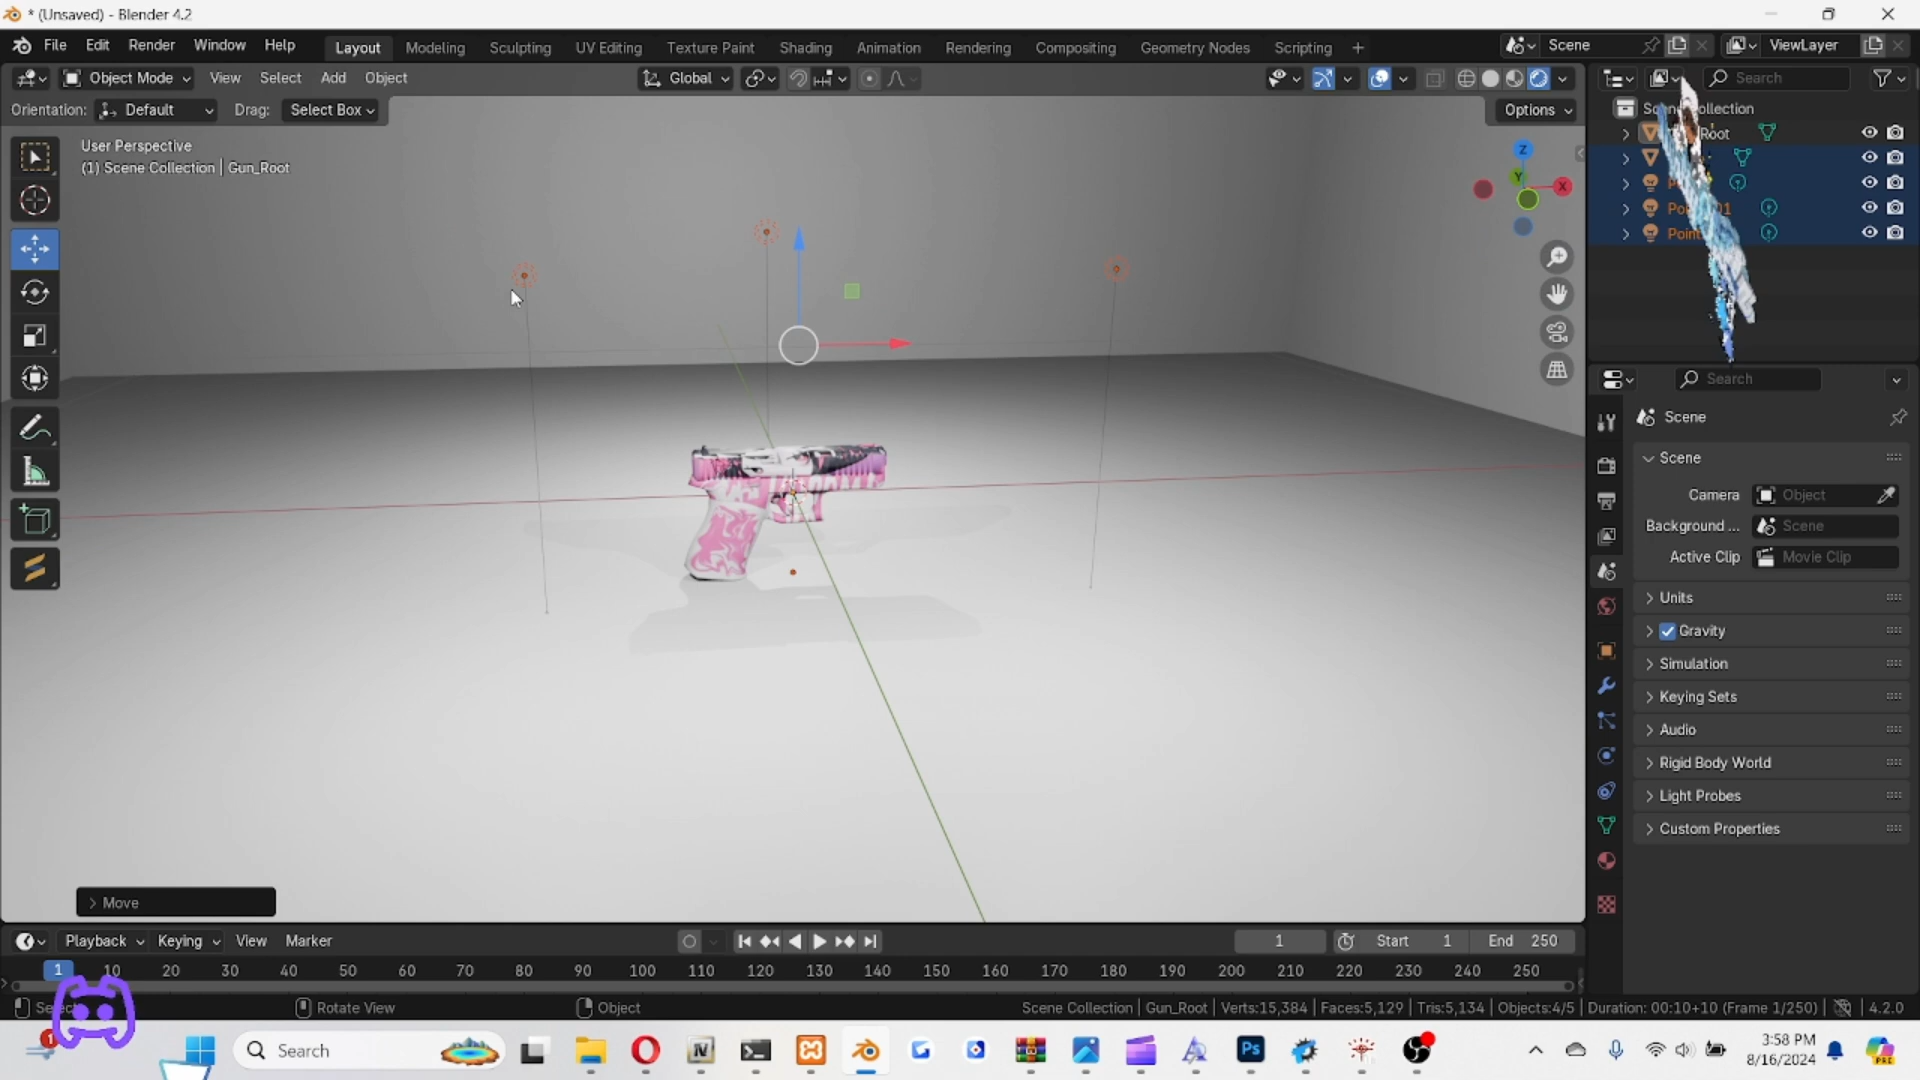 * (Unsaved) - Blender 4.2
File Edit Render Window Help Layout Modeling Sculpting UV Editing Texture Paint Shading Animation Rendering Compositing Geometry Nodes Scripting + Scene ViewLayer
Object Mode View Select Add Object Global Search
Orientation: Default Drag: Select Box Options
User Perspective
(1) Scene Collection | Gun_Root
Z
Y
X
Root
Search
Scene
Scene
Camera Object
Background ... Scene
Active Clip Movie Clip
Units
Gravity
Simulation
Keying Sets
Audio
Rigid Body World
Light Probes
Custom Properties
Move
Playback Keying View Marker 1 Start 1 End 250
1 10 20 30 40 50 60 70 80 90 100 110 120 130 140 150 160 170 180 190 200 210 220 230 240 250
Rotate View Object Scene Collection | Gun_Root | Verts:15,384 | Faces:5,129 | Tris:5,134 | Objects:4/5 | Duration: 00:10+10 (Frame 1/250) | 4.2.0
1 Search N Ps PRE
3:58 PM
8/16/2024